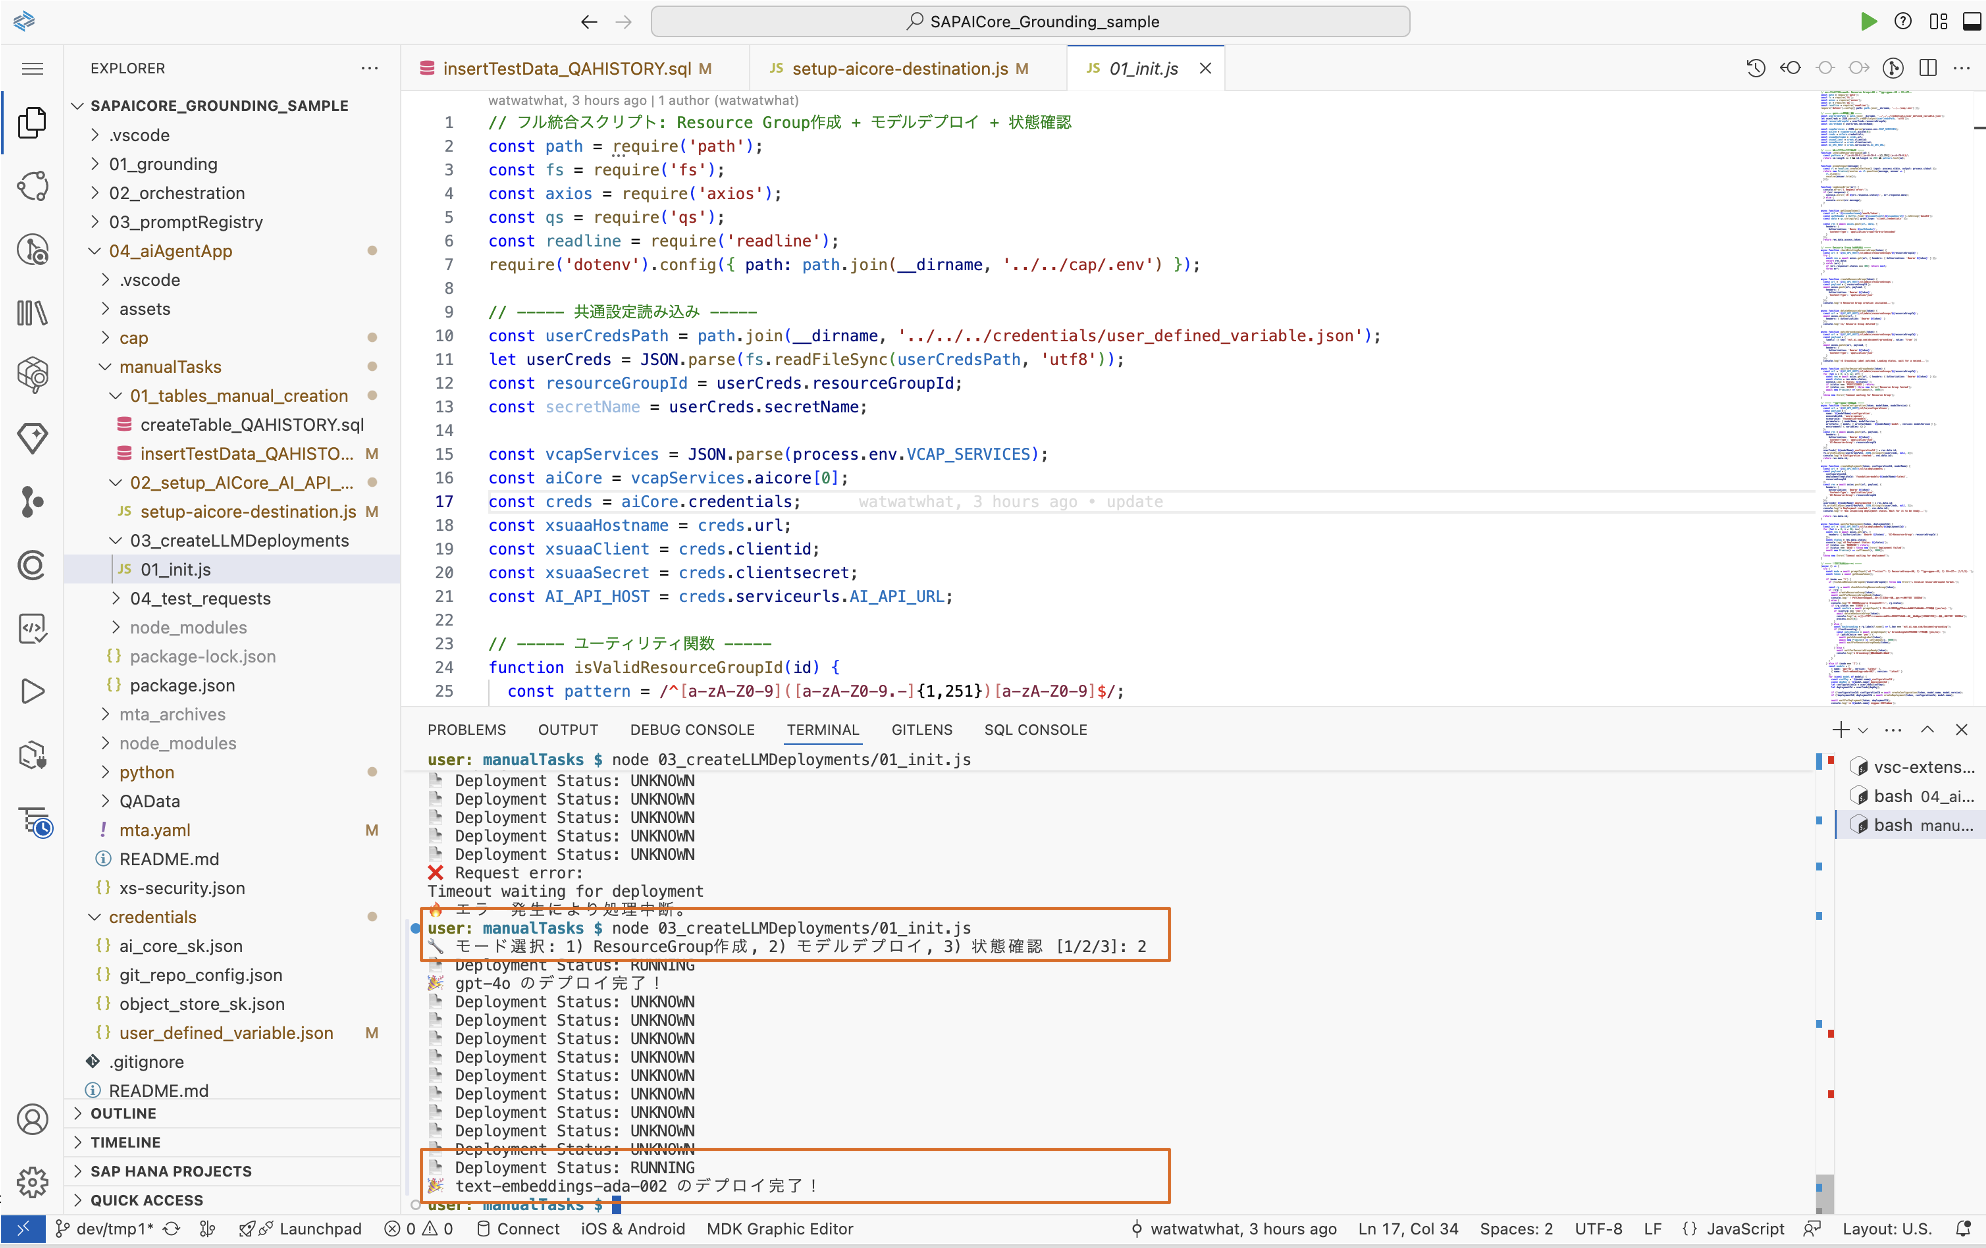 SAPAICore_Grounding_sample
EXPLORER
SAPAICORE_GROUNDING_SAMPLE
.vscode
01_grounding
02_orchestration
03_promptRegistry
04_aiAgentApp
.vscode
assets
cap
manualTasks
01_tables_manual_creation
createTable_QAHISTORY.sql
insertTestData_QAHISTO... M
02_setup_AICore_AI_API_...
JS setup-aicore-destination.js M
03_createLLMDeployments
JS 01_init.js
04_test_requests
node_modules
{} package-lock.json
{} package.json
mta_archives
node_modules
python
QAData
! mta.yaml M
README.md
{} xs-security.json
credentials
{} ai_core_sk.json
{} git_repo_config.json
{} object_store_sk.json
{} user_defined_variable.json M
.gitignore
README.md
OUTLINE
TIMELINE
SAP HANA PROJECTS
QUICK ACCESS
insertTestData_QAHISTORY.sql M
JS setup-aicore-destination.js M
JS 01_init.js
watwatwhat, 3 hours ago | 1 author (watwatwhat)
1 // フル統合スクリプト: Resource Group作成 + モデルデプロイ + 状態確認
2 const path = require('path');
3 const fs = require('fs');
4 const axios = require('axios');
5 const qs = require('qs');
6 const readline = require('readline');
7 require('dotenv').config({ path: path.join(__dirname, '../../cap/.env') });
8
9 // ----- 共通設定読み込み -----
10 const userCredsPath = path.join(__dirname, '../../../credentials/user_defined_variable.json');
11 let userCreds = JSON.parse(fs.readFileSync(userCredsPath, 'utf8'));
12 const resourceGroupId = userCreds.resourceGroupId;
13 const secretName = userCreds.secretName;
14
15 const vcapServices = JSON.parse(process.env.VCAP_SERVICES);
16 const aiCore = vcapServices.aicore[0];
17 const creds = aiCore.credentials; watwatwhat, 3 hours ago • update
18 const xsuaaHostname = creds.url;
19 const xsuaaClient = creds.clientid;
20 const xsuaaSecret = creds.clientsecret;
21 const AI_API_HOST = creds.serviceurls.AI_API_URL;
22
23 // ----- ユーティリティ関数 -----
24 function isValidResourceGroupId(id) {
25 const pattern = /^[a-zA-Z0-9]([a-zA-Z0-9.-]{1,251})[a-zA-Z0-9]$/;
PROBLEMS OUTPUT DEBUG CONSOLE TERMINAL GITLENS SQL CONSOLE
user: manualTasks $ node 03_createLLMDeployments/01_init.js
Deployment Status: UNKNOWN
Deployment Status: UNKNOWN
Deployment Status: UNKNOWN
Deployment Status: UNKNOWN
Deployment Status: UNKNOWN
❌ Request error:
Timeout waiting for deployment
🔥 エラー発生により処理中断。
user: manualTasks $ node 03_createLLMDeployments/01_init.js
🔧 モード選択: 1) ResourceGroup作成, 2) モデルデプロイ, 3) 状態確認 [1/2/3]: 2
Deployment Status: RUNNING
🎉 gpt-4o のデプロイ完了！
Deployment Status: UNKNOWN
Deployment Status: UNKNOWN
Deployment Status: UNKNOWN
Deployment Status: UNKNOWN
Deployment Status: UNKNOWN
Deployment Status: UNKNOWN
Deployment Status: UNKNOWN
Deployment Status: UNKNOWN
Deployment Status: UNKNOWN
Deployment Status: RUNNING
🎉 text-embeddings-ada-002 のデプロイ完了！
user: manualTasks $
vsc-extens...
bash 04_ai...
bash manu...
dev/tmp1* Launchpad 0 0 Connect iOS & Android MDK Graphic Editor watwatwhat, 3 hours ago Ln 17, Col 34 Spaces: 2 UTF-8 LF {} JavaScript Layout: U.S.